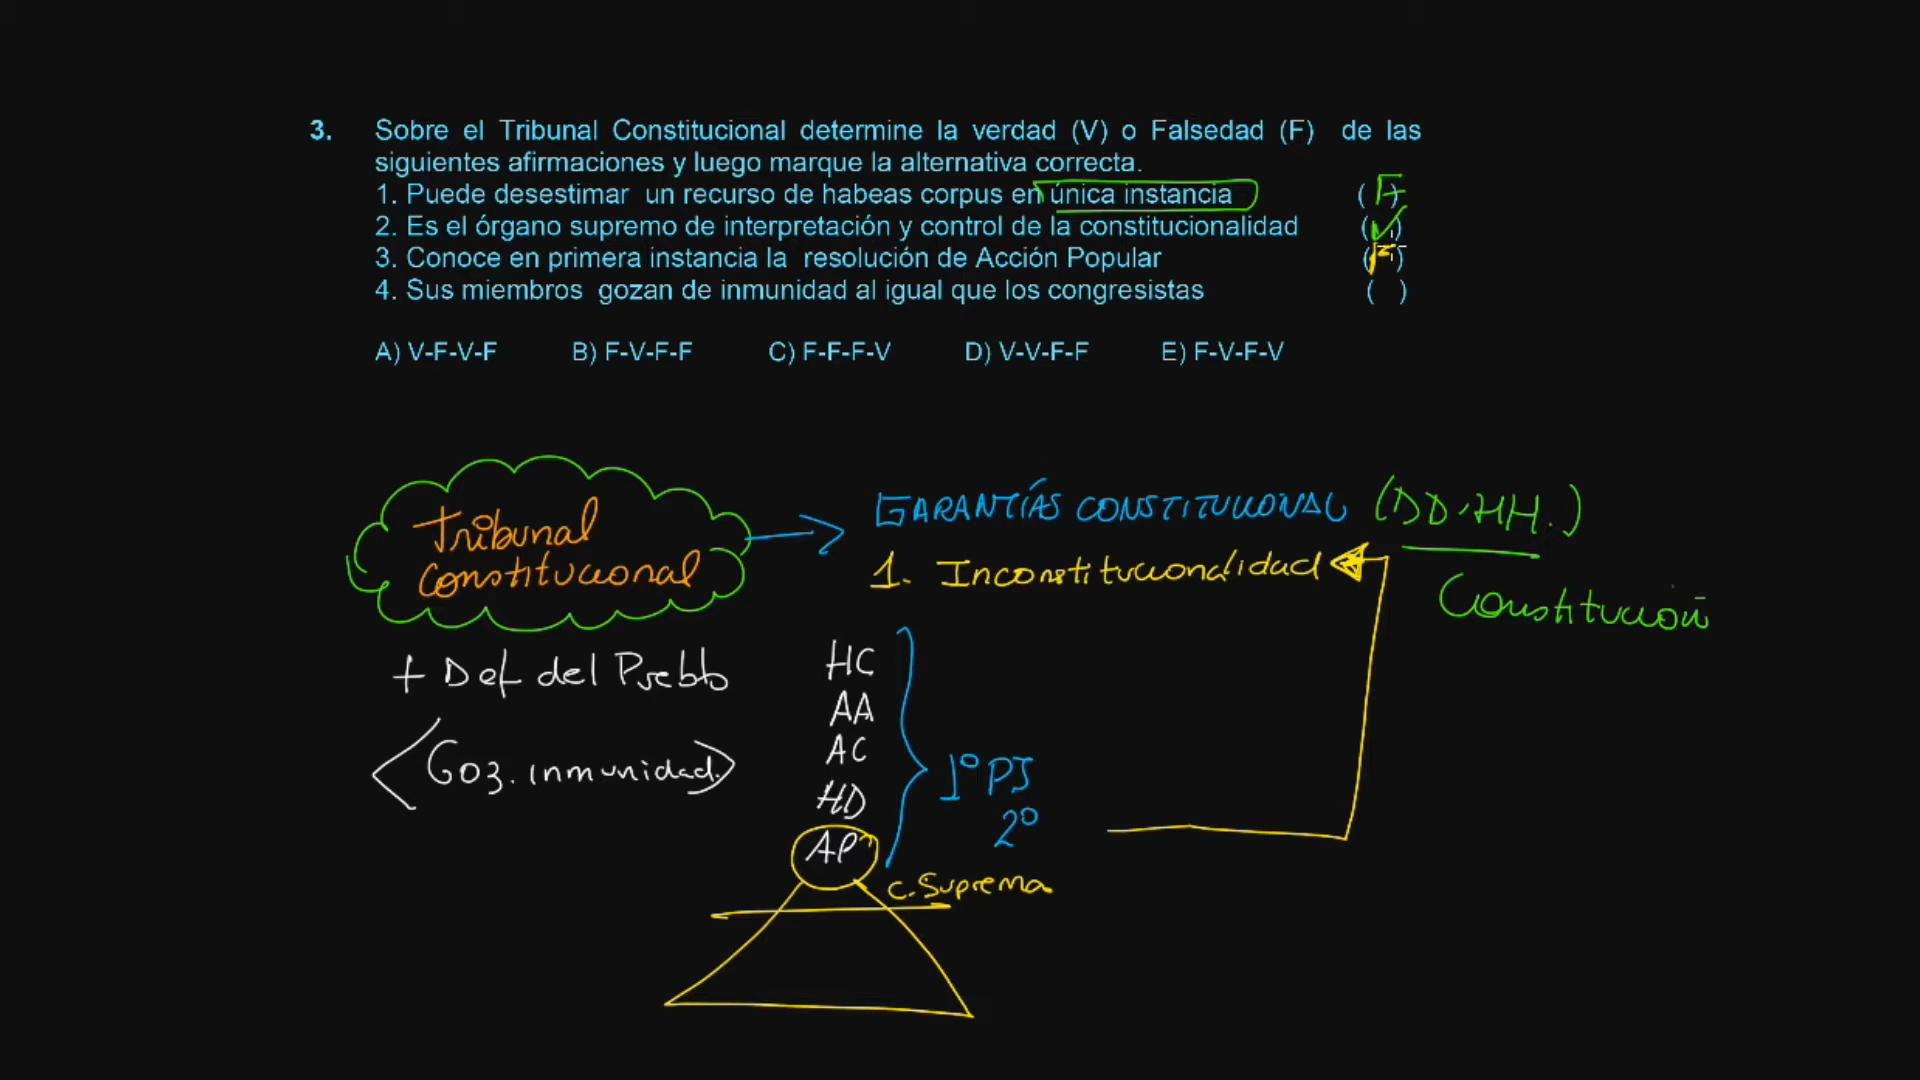 3. Sobre el Tribunal Constitucional determine la verdad (V) o Falsedad (F) de las
siguientes afirmaciones y luego marque la alternativa correcta.
1. Puede desestimar un recurso de habeas corpus en única instancia (F)
2. Es el órgano supremo de interpretación y control de la constitucionalidad (V)
3. Conoce en primera instancia la resolución de Acción Popular (F)
4. Sus miembros gozan de inmunidad al igual que los congresistas ( )
A) V-F-V-F B) F-V-F-F C) F-F-F-V D) V-V-F-F E) F-V-F-V
Tribunal
Constitucional
GARANTÍAS CONSTITUCIONAL (DD.HH.)
1. Inconstitucionalidad
Constitución
+ Def del Pueblo
Goz. inmunidad.
HC
AA
AC
HD
AP
1° PJ
2°
C. Suprema